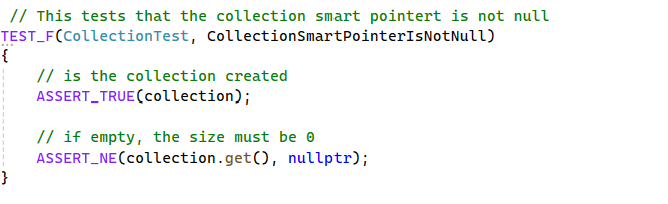 // This tests that the collection smart pointert is not null
TEST_F(CollectionTest, CollectionSmartPointerIsNotNull)
{
// is the collection created
ASSERT_TRUE(collection);
// if empty, the size must be 0
ASSERT_NE(collection.get(), nullptr);
}